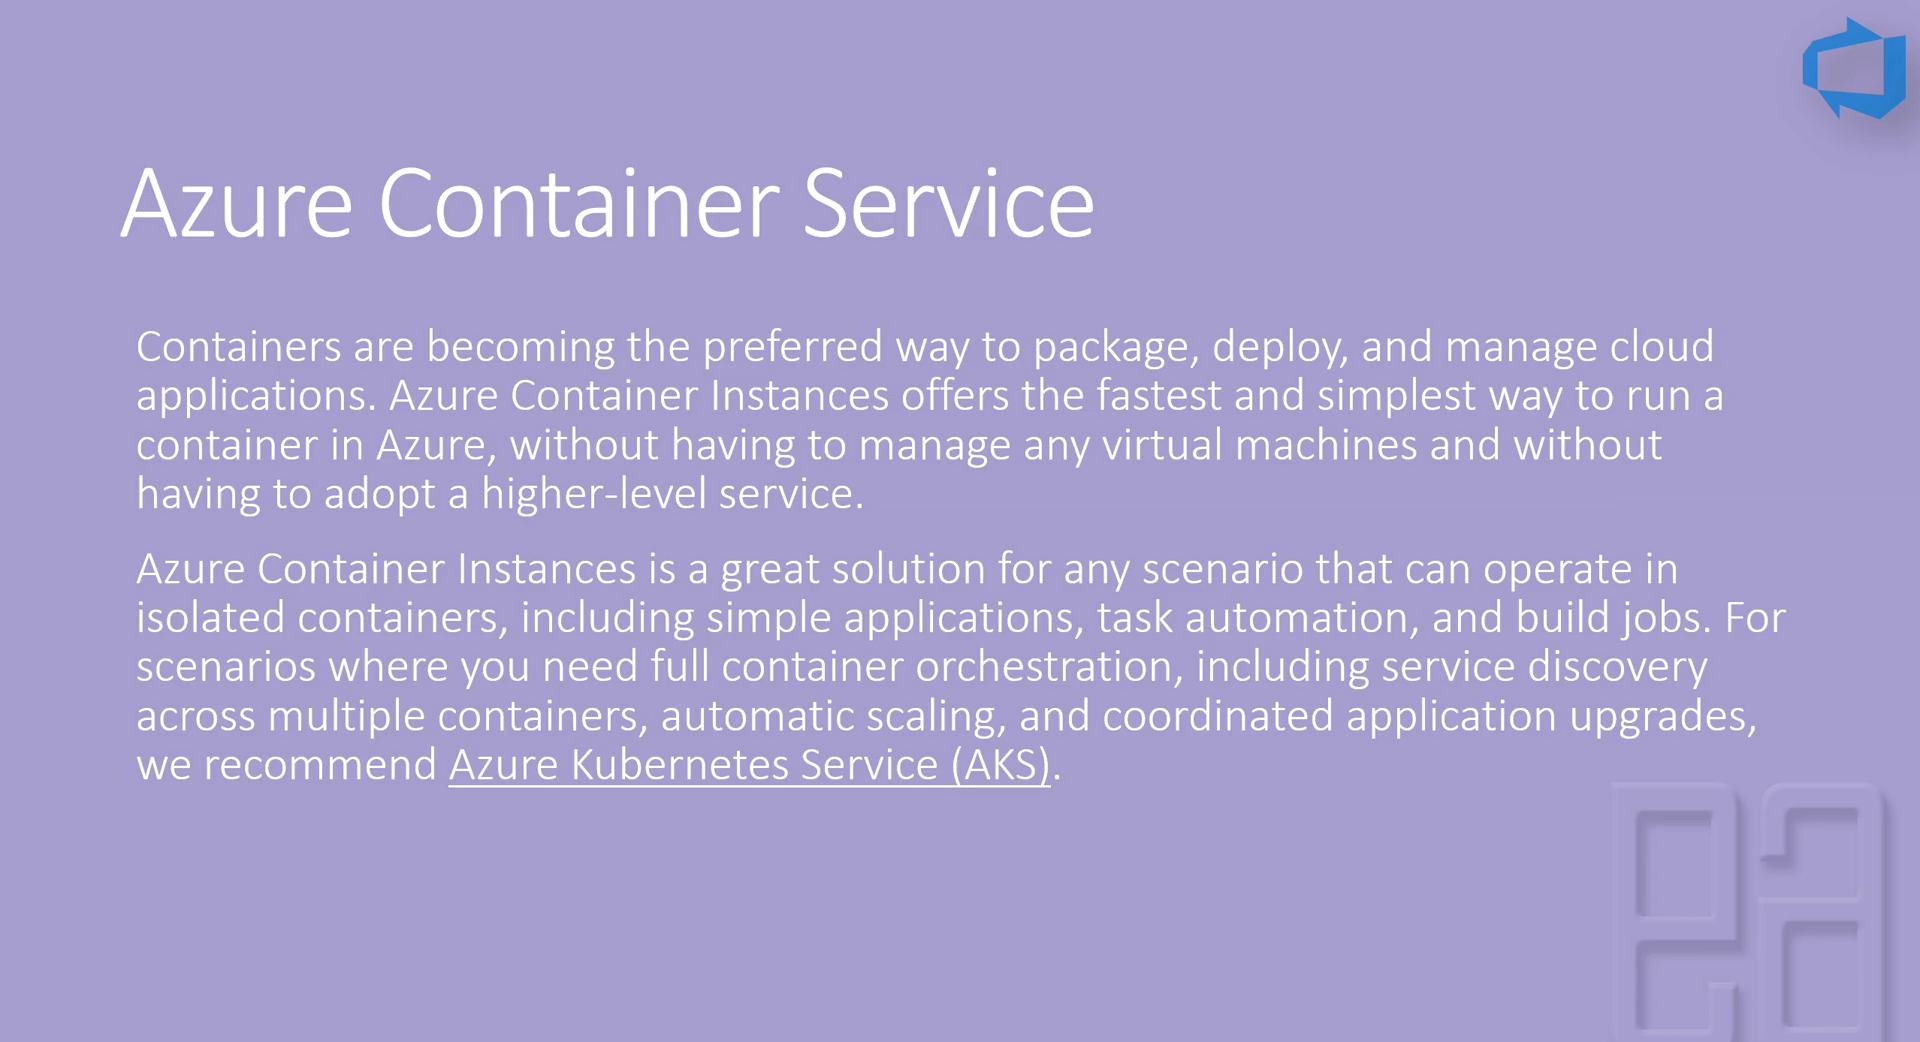 Azure Container Service
Containers are becoming the preferred way to package, deploy, and manage cloud
applications. Azure Container Instances offers the fastest and simplest way to run a
container in Azure, without having to manage any virtual machines and without
having to adopt a higher-level service.
Azure Container Instances is a great solution for any scenario that can operate in
isolated containers, including simple applications, task automation, and build jobs. For
scenarios where you need full container orchestration, including service discovery
across multiple containers, automatic scaling, and coordinated application upgrades,
we recommend Azure Kubernetes Service (AKS).